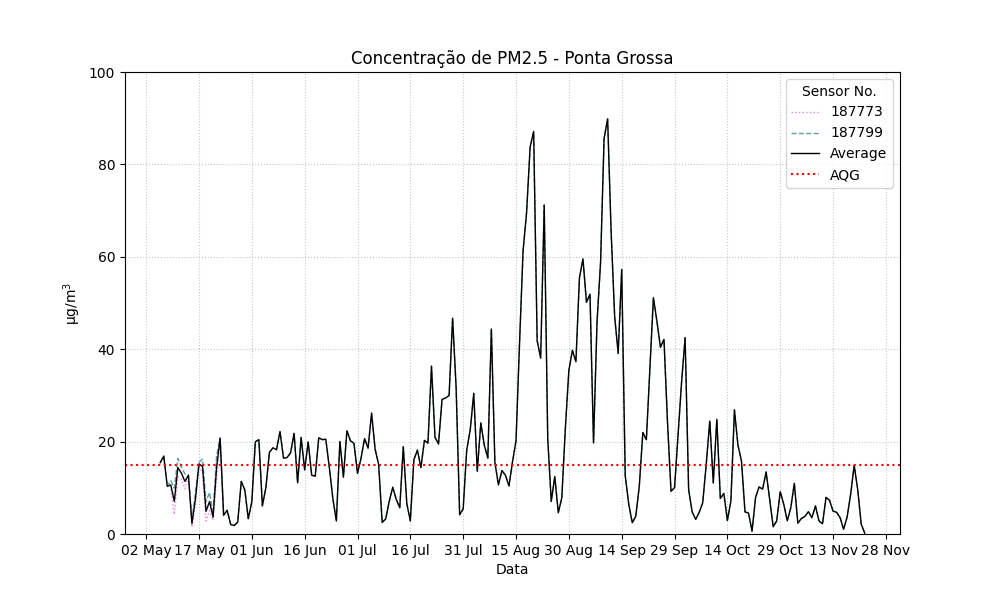 Concentração de PM2.5 - Ponta Grossa
Sensor No.
187773
187799
Average
AQG
100
80
60
40
20
0
µg/m³
02 May 17 May 01 Jun 16 Jun 01 Jul 16 Jul 31 Jul 15 Aug 30 Aug 14 Sep 29 Sep 14 Oct 29 Oct 13 Nov 28 Nov
Data